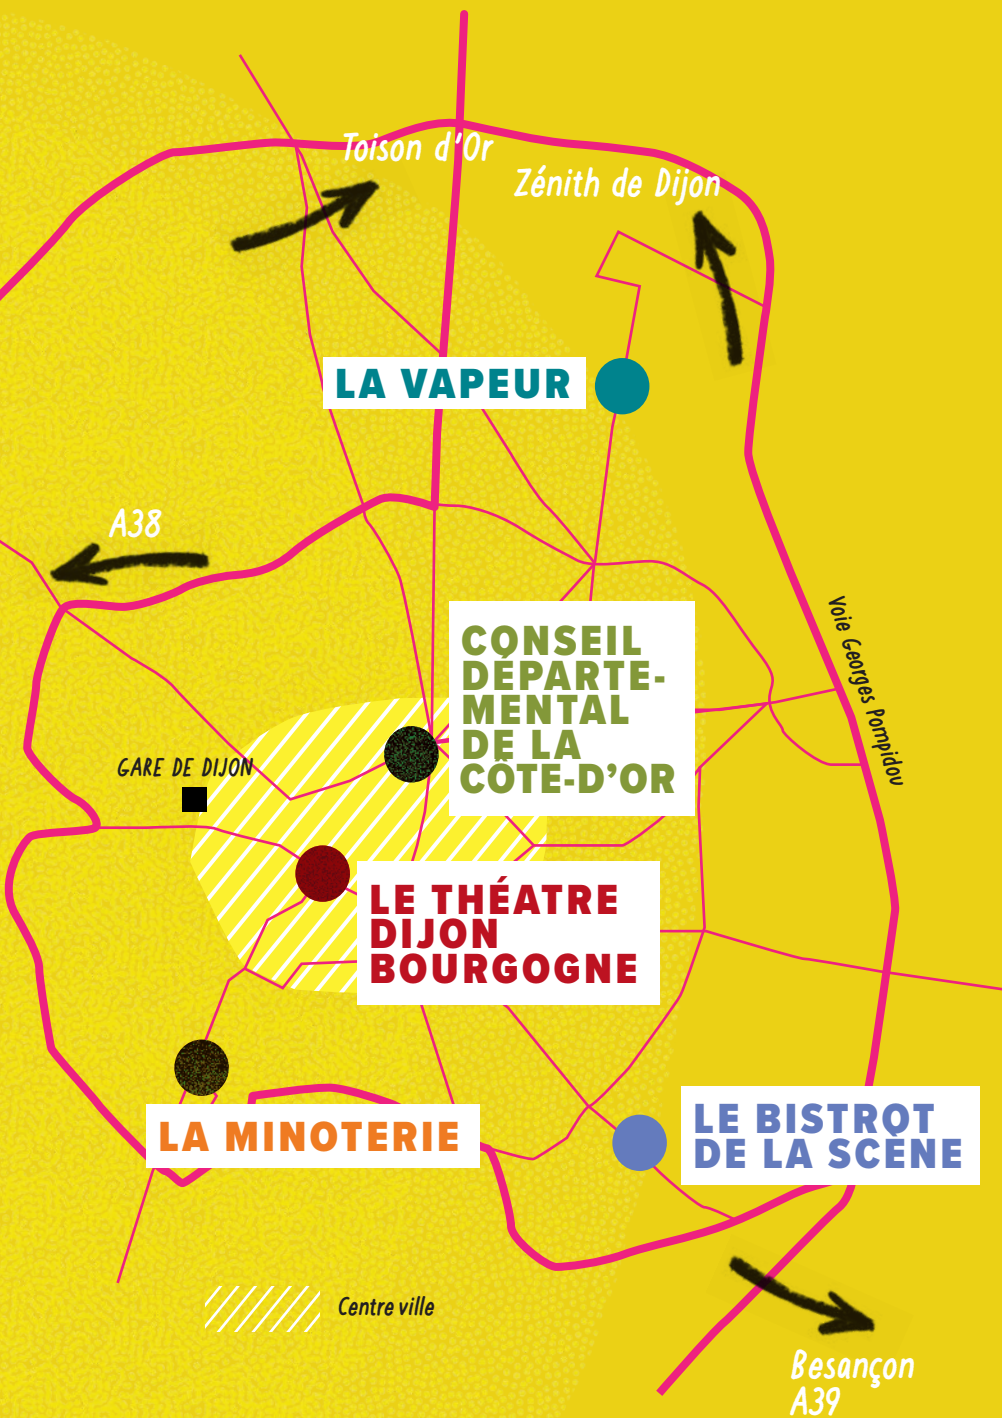 Toison d'Or
Zénith de Dijon
LA VAPEUR
A38
Voie Georges Pompidou
CONSEIL
DÉPARTE-
MENTAL
DE LA
CÔTE-D’OR
GARE DE DIJON
LE THÉATRE
DIJON
BOURGOGNE
LA MINOTERIE
LE BISTROT
DE LA SCÈNE
Centre ville
Besançon
A39